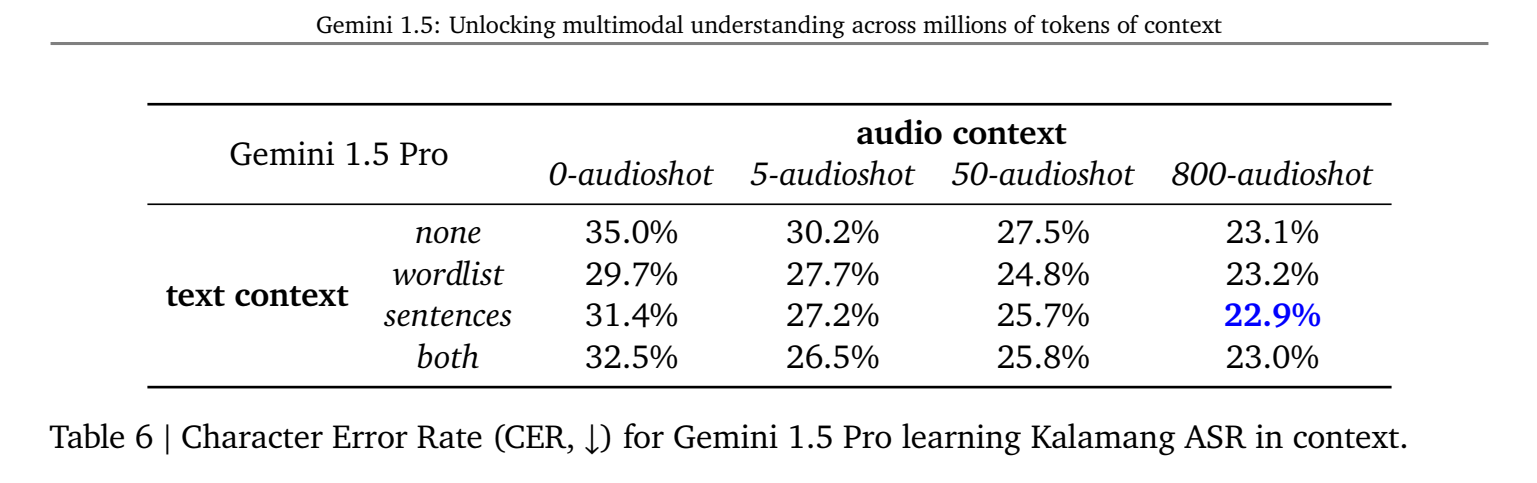 Gemini 1.5: Unlocking multimodal understanding across millions of tokens of context
Gemini 1.5 Pro
audio context
0-audioshot 5-audioshot 50-audioshot 800-audioshot
none 35.0% 30.2% 27.5% 23.1%
wordlist 29.7% 27.7% 24.8% 23.2%
text context
sentences 31.4% 27.2% 25.7% 22.9%
both 32.5% 26.5% 25.8% 23.0%
Table 6 | Character Error Rate (CER, ↓) for Gemini 1.5 Pro learning Kalamang ASR in context.